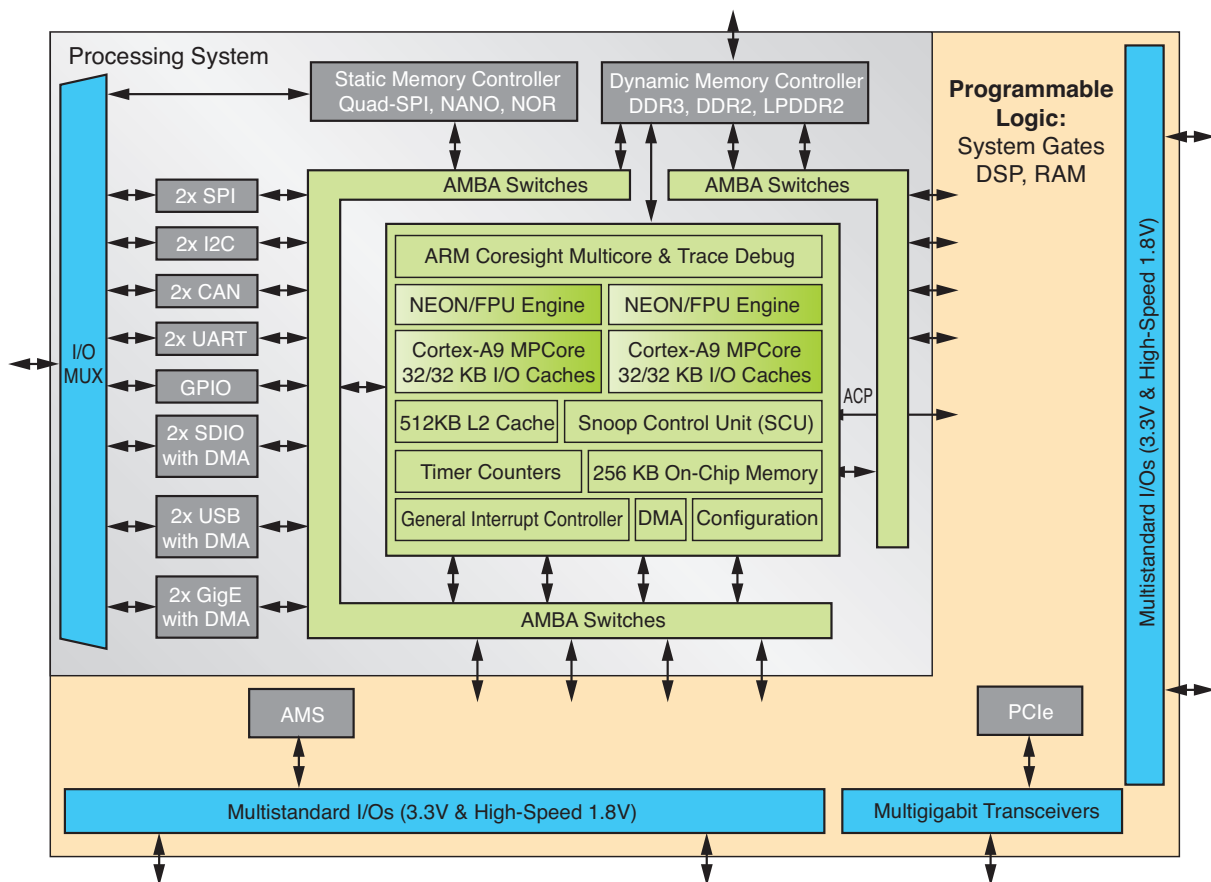 Processing System
Static Memory Controller
Quad-SPI, NANO, NOR
Dynamic Memory Controller
DDR3, DDR2, LPDDR2
Programmable
Logic:
System Gates
DSP, RAM
AMBA Switches
AMBA Switches
2x SPI
2x I2C
2x CAN
2x UART
GPIO
2x SDIO
with DMA
2x USB
with DMA
2x GigE
with DMA
I/O
MUX
ARM Coresight Multicore & Trace Debug
NEON/FPU Engine
NEON/FPU Engine
Cortex-A9 MPCore
32/32 KB I/O Caches
Cortex-A9 MPCore
32/32 KB I/O Caches
ACP
512KB L2 Cache
Snoop Control Unit (SCU)
Timer Counters
256 KB On-Chip Memory
General Interrupt Controller
DMA
Configuration
AMBA Switches
Multistandard I/Os (3.3V & High-Speed 1.8V)
AMS
PCIe
Multistandard I/Os (3.3V & High-Speed 1.8V)
Multigigabit Transceivers